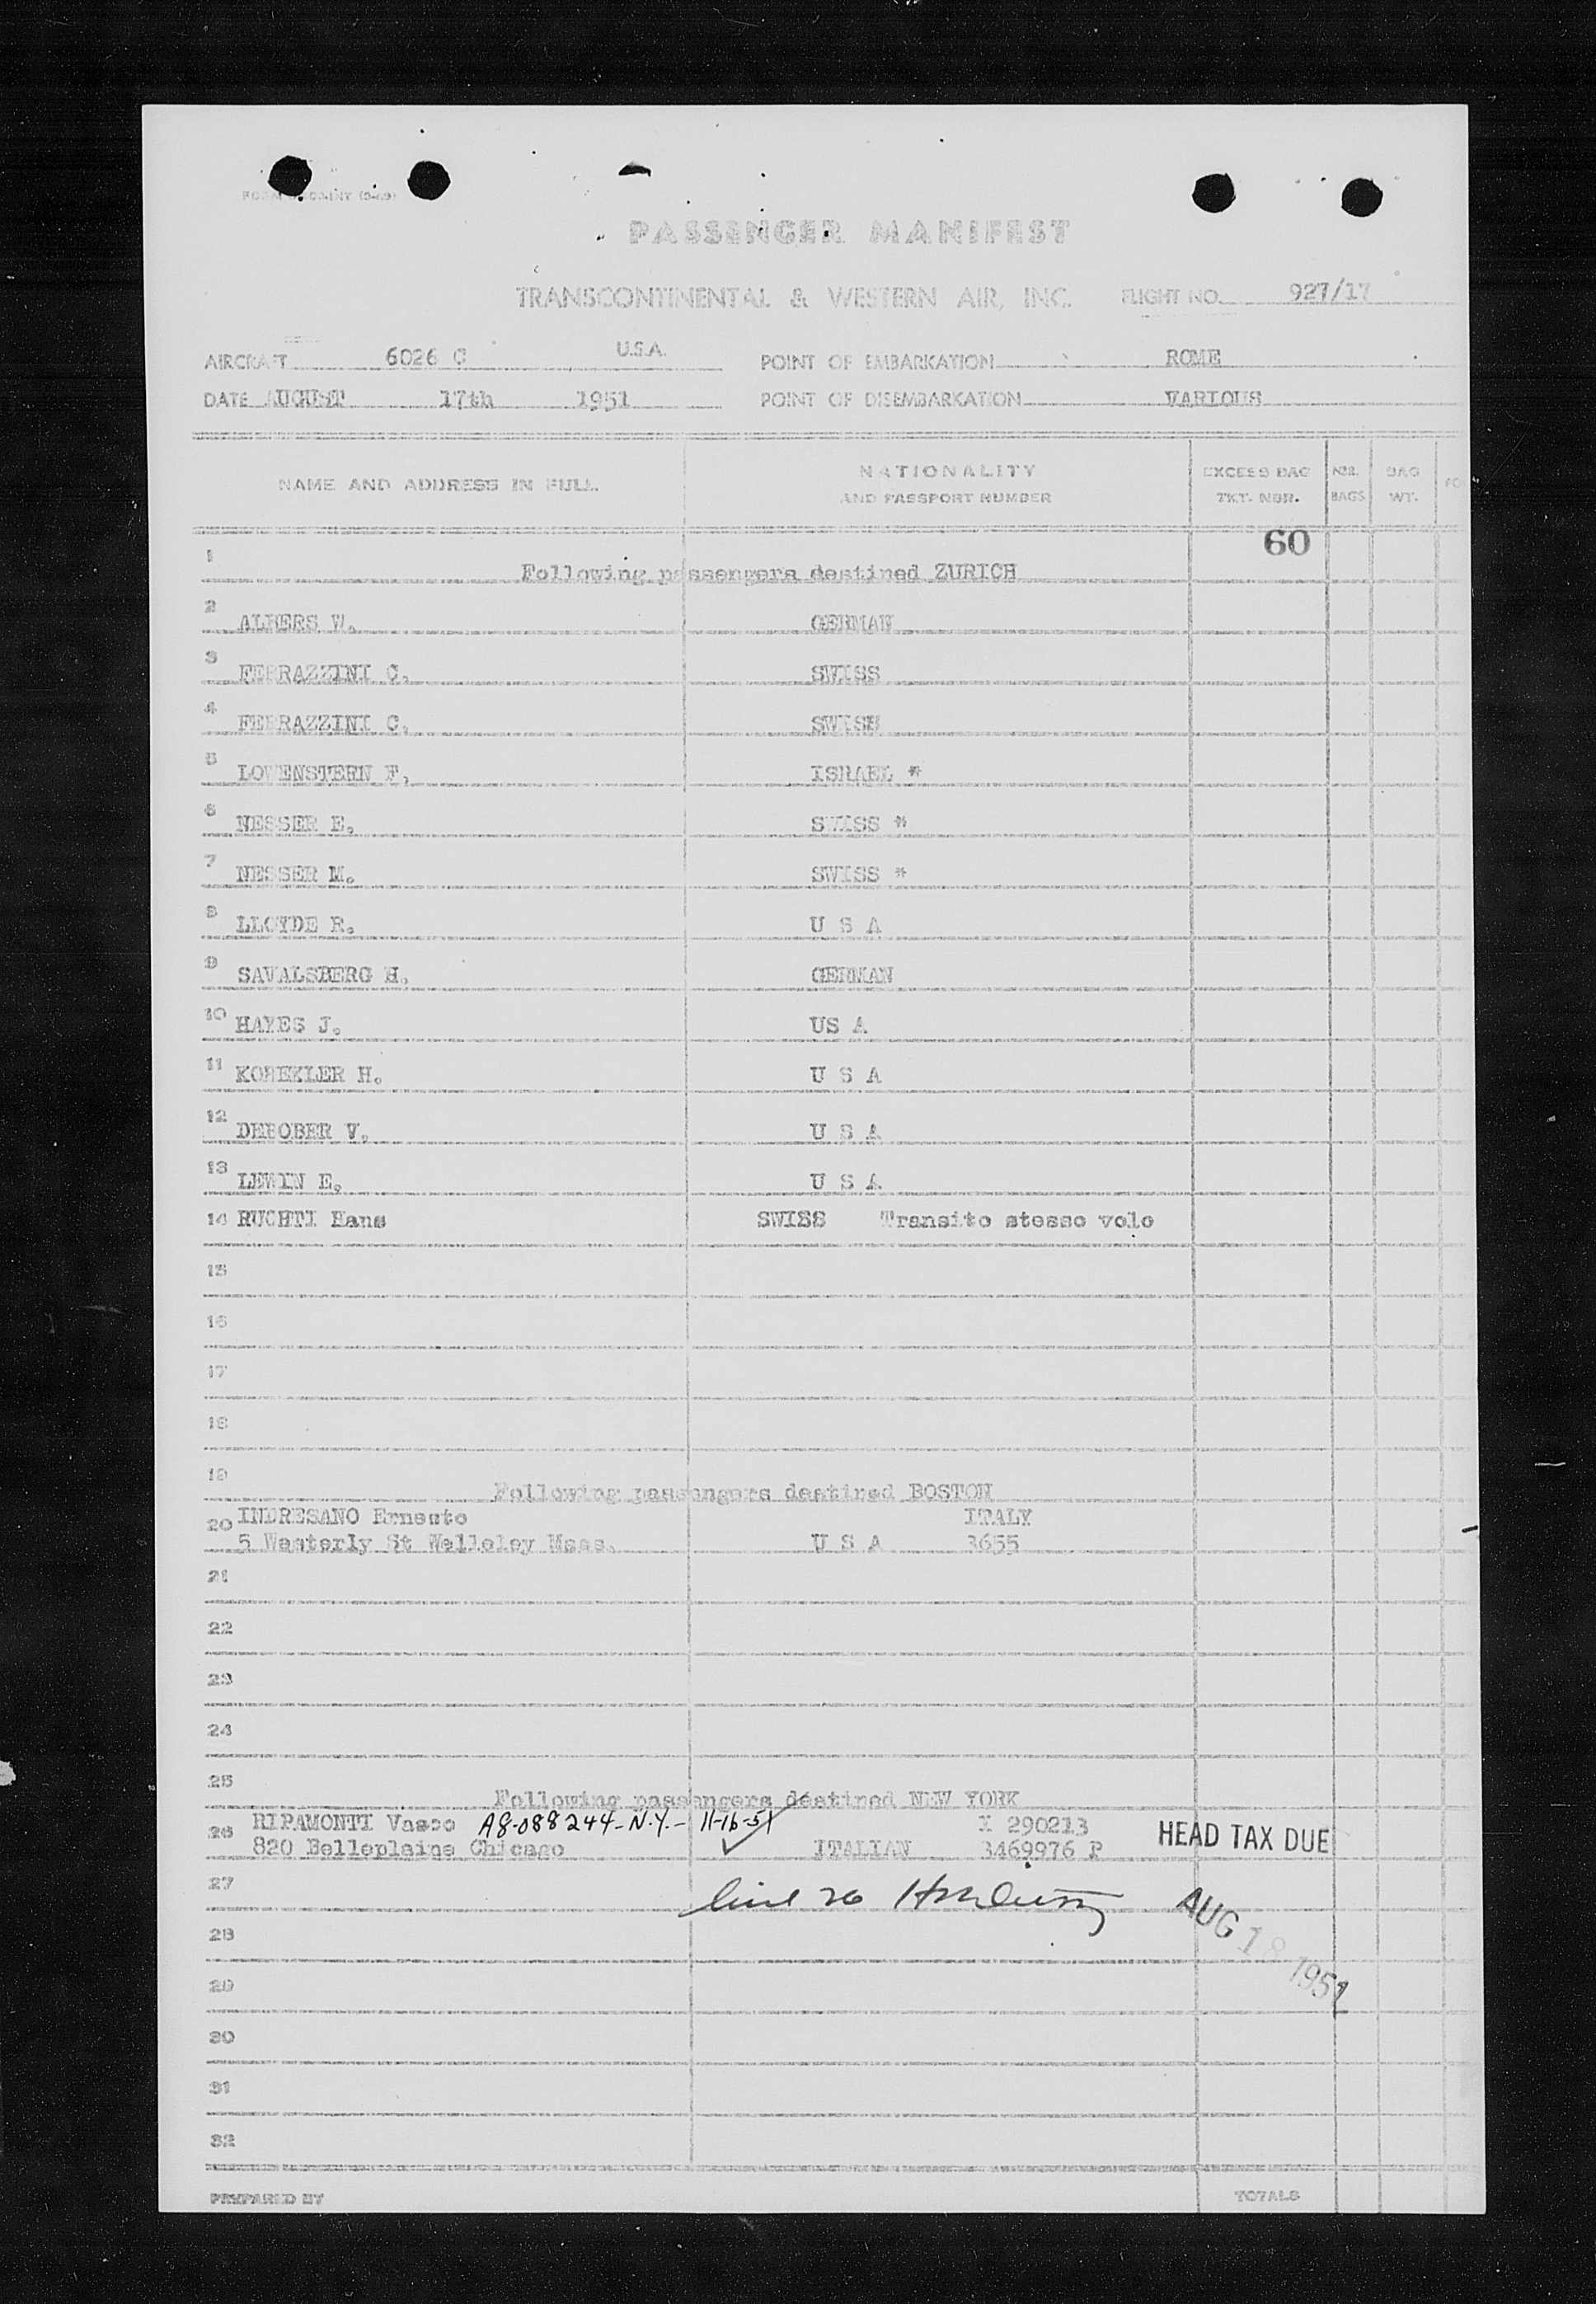 PASSENGER MANIFEST
TRANSCONTINENTAL & WESTERN AIR, INC. FLIGHT NO. 927/17
AIRCRAFT 6026 C U.S.A. POINT OF EMBARKATION ROME
DATE AUGUST 17th 1951 POINT OF DISEMBARKATION VARIOUS
NAME AND ADDRESS IN FULL NATIONALITY AND PASSPORT NUMBER EXCESS BAG TKT. NBR. NBR. BAGS BAG WT.
60
1 Following passengers destined ZURICH
2 ALBERS W. GERMAN
3 FERRAZZINI C. SWISS
4 FERRAZZINI C. SWISS
5 LOWENSTERN F. ISRAEL *
6 NESSER E. SWISS *
7 NESSER M. SWISS *
8 LLOYDE R. U S A
9 SAVALSBERG H. GERMAN
10 HAYES J. US A
11 H. U S A
12 V. U S A
13 LEWIN E. U S A
14 RUCHTI Hans SWISS Transito stesso volo
15
16
17
18
19 Following passengers destined BOSTON
20 INDRESANO Ernesto ITALY
5 Westerly St Welleley Mass. U S A 3655
21
22
23
24
25 Following passengers destined NEW YORK
26 RIPAMONTI Vasco A8-088244-N.Y.- 11-16-51 X 290213
820 Belleplaine Chicago ITALIAN 3469976 P HEAD TAX DUE
27 line 26
AUG 18 1951
28
29
30
31
32
PREPARED BY TOTALS